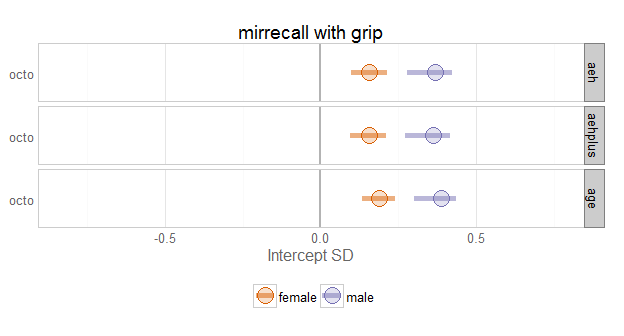 mirrecall with grip
octo
aeh
octo
aehplus
octo
age
-0.5
0.0
0.5
Intercept SD
female
male